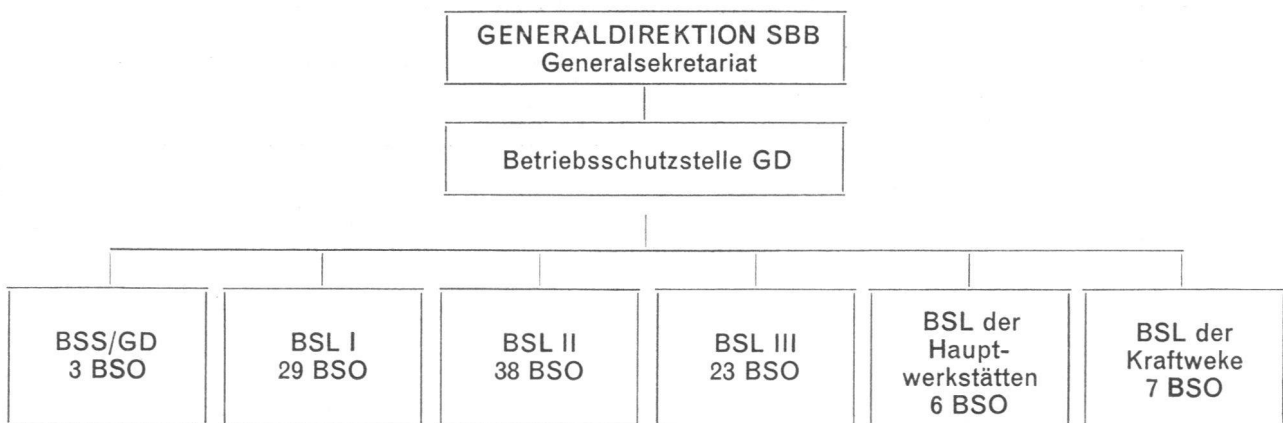 GENERALDIREKTION SBB
Generalsekretariat
Betriebsschutzstelle GD
BSS/GD
3 BSO
BSL I
29 BSO
BSL II
38 BSO
BSL III
23 BSO
BSL der
Haupt-
werkstätten
6 BSO
BSL der
Kraftweke
7 BSO